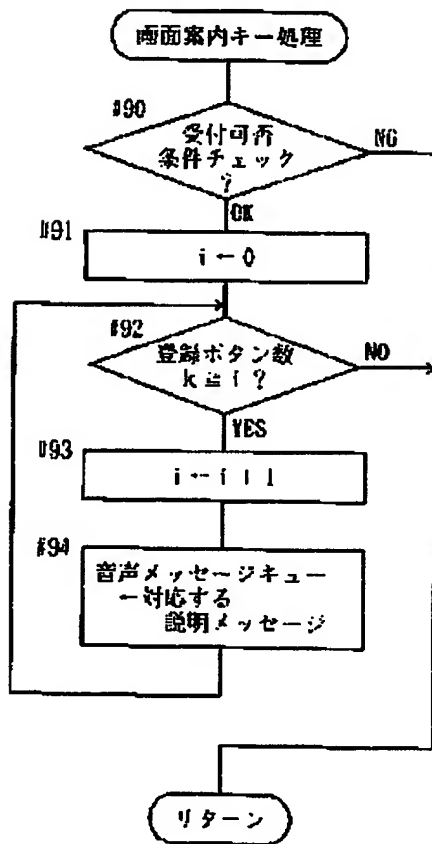 画面案内キー処理
#90
受付可否
条件チェック
?
NG
OK
#91
i←0
#92
登録ボタン数
k≧i?
NO
YES
#93
i←i+1
#94
音声メッセージキュー
←対応する
説明メッセージ
リターン